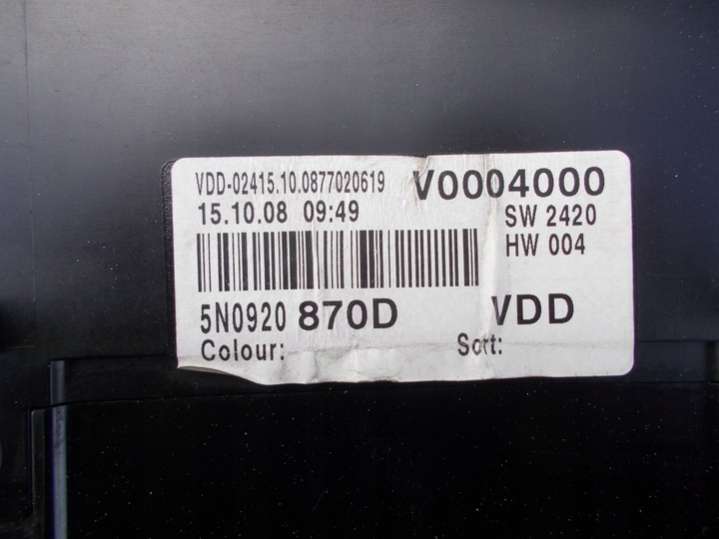 VDD-02415.10.0877020619 V0004000
15.10.08 09:49 SW 2420
HW 004
5N0920 870D VDD
Colour: Sort: